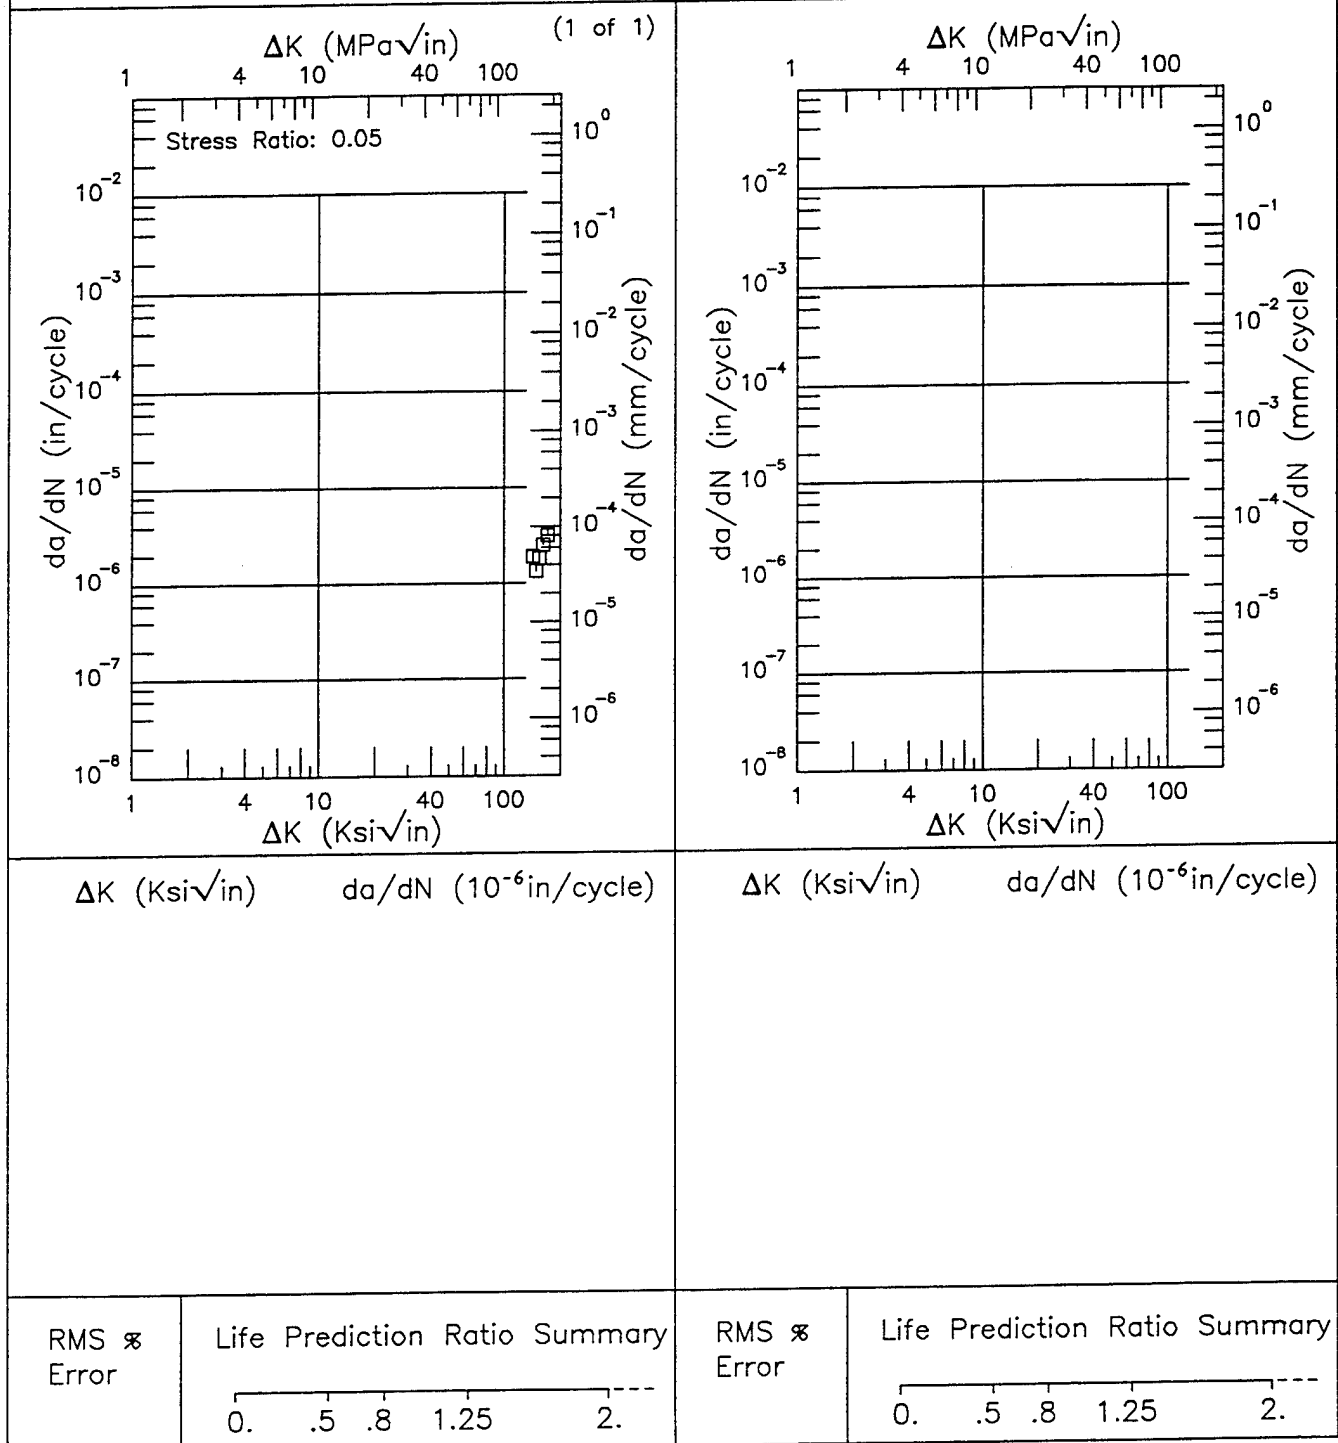 (1 of 1)
ΔK (MPa√in)
1 4 10 40 100
Stress Ratio: 0.05
da/dN (in/cycle)
10⁻²
10⁻³
10⁻⁴
10⁻⁵
10⁻⁶
10⁻⁷
10⁻⁸
10⁰
10⁻¹
10⁻²
10⁻³
10⁻⁴
10⁻⁵
10⁻⁶
da/dN (mm/cycle)
1 4 10 40 100
ΔK (Ksi√in)
ΔK (MPa√in)
1 4 10 40 100
da/dN (in/cycle)
10⁻²
10⁻³
10⁻⁴
10⁻⁵
10⁻⁶
10⁻⁷
10⁻⁸
10⁰
10⁻¹
10⁻²
10⁻³
10⁻⁴
10⁻⁵
10⁻⁶
da/dN (mm/cycle)
1 4 10 40 100
ΔK (Ksi√in)
ΔK (Ksi√in) da/dN (10⁻⁶in/cycle)
ΔK (Ksi√in) da/dN (10⁻⁶in/cycle)
RMS %
Error
Life Prediction Ratio Summary
0. .5 .8 1.25 2.
RMS %
Error
Life Prediction Ratio Summary
0. .5 .8 1.25 2.